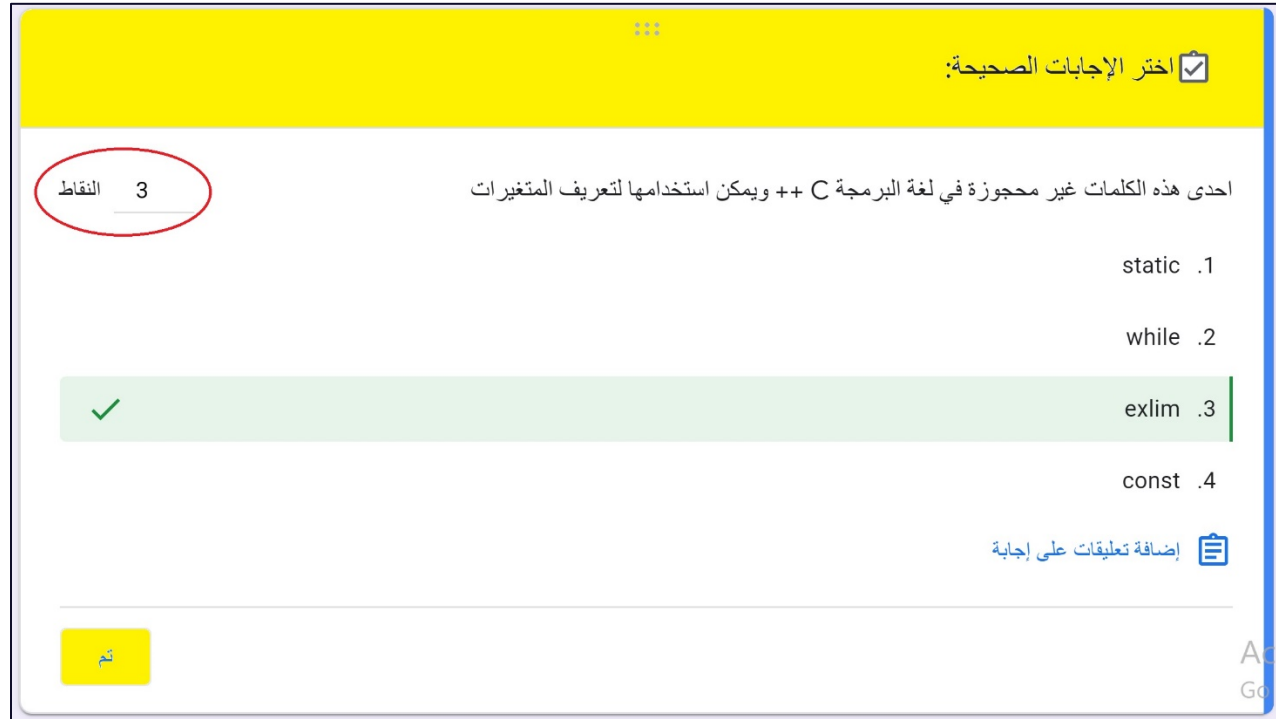 اختر الإجابات الصحيحة:
احدى هذه الكلمات غير محجوزة في لغة البرمجة C ++ ويمكن استخدامها لتعريف المتغيرات
3 النقاط
1. static
2. while
3. exlim
4. const
إضافة تعليقات على إجابة
تم